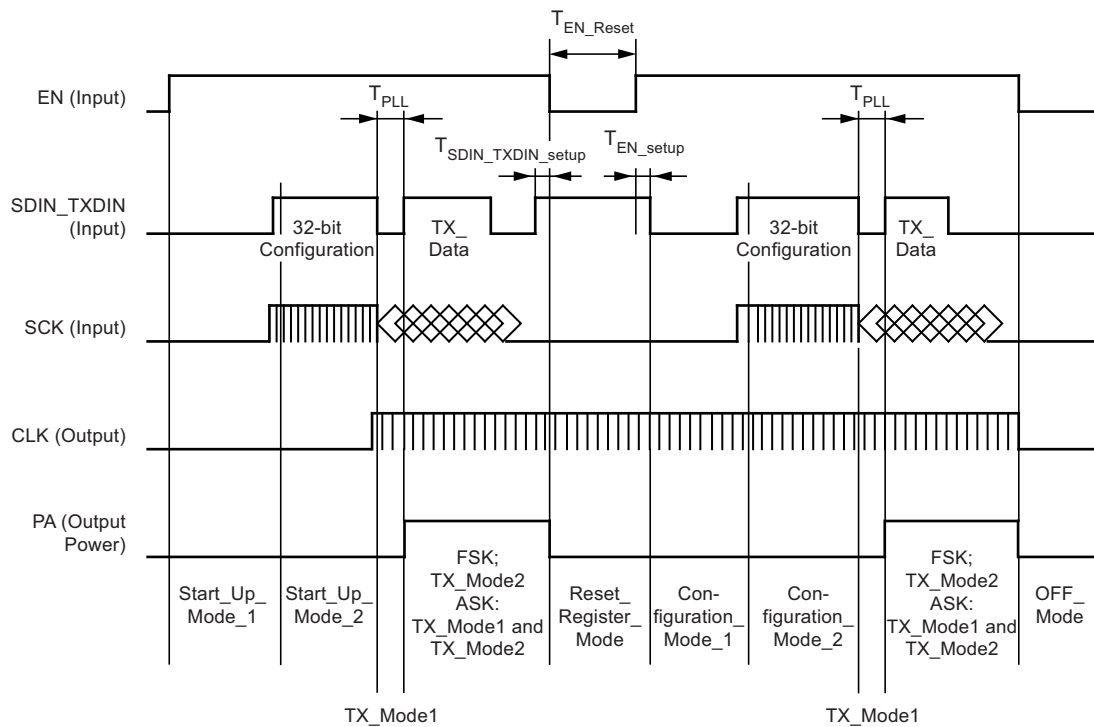 T_EN_Reset
EN (Input)
T_PLL
T_PLL
T_SDIN_TXDIN_setup
T_EN_setup
SDIN_TXDIN
(Input)
32-bit
Configuration
TX_
Data
32-bit
Configuration
TX_
Data
SCK (Input)
CLK (Output)
PA (Output
Power)
Start_Up_
Mode_1
Start_Up_
Mode_2
FSK;
TX_Mode2
ASK:
TX_Mode1 and
TX_Mode2
Reset_
Register_
Mode
Con-
figuration_
Mode_1
Con-
figuration_
Mode_2
FSK;
TX_Mode2
ASK:
TX_Mode1 and
TX_Mode2
OFF_
Mode
TX_Mode1
TX_Mode1